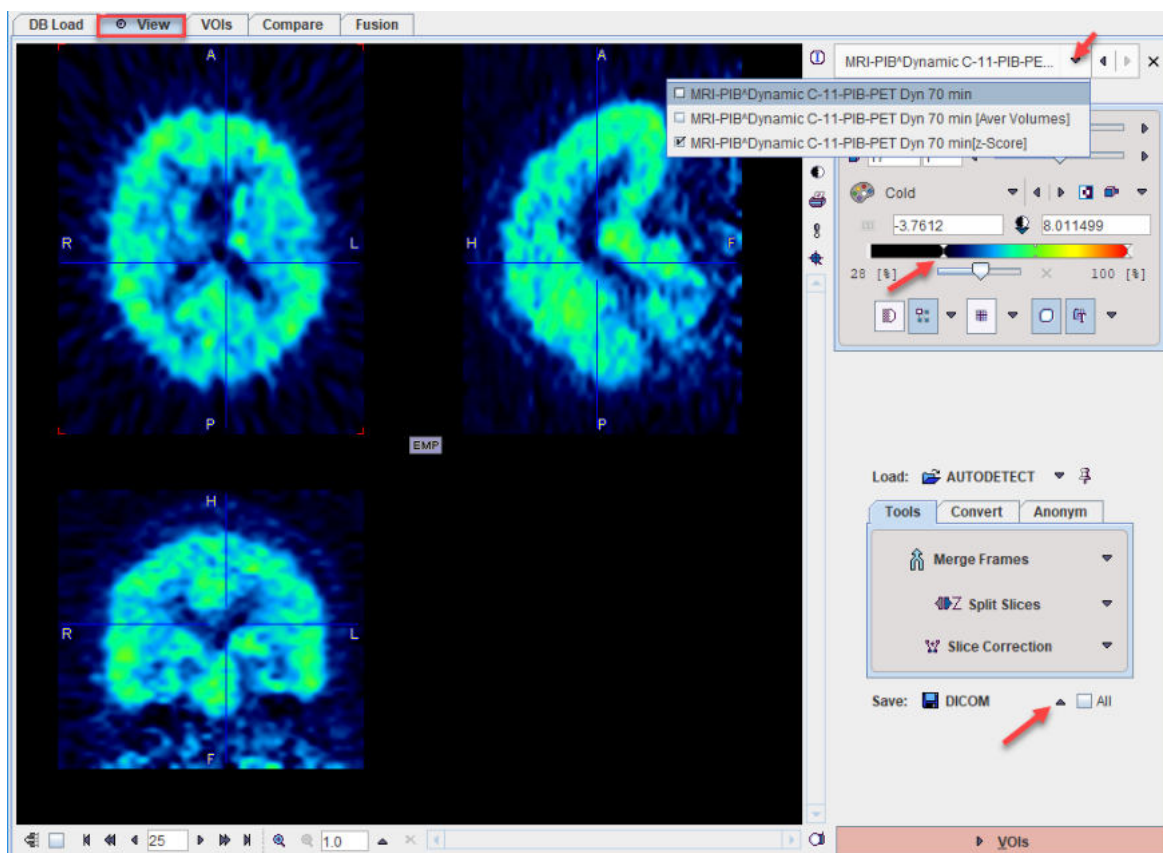 DB Load View VOIs Compare Fusion
MRI-PIB^Dynamic C-11-PIB-PE...
MRI-PIB^Dynamic C-11-PIB-PET Dyn 70 min
MRI-PIB^Dynamic C-11-PIB-PET Dyn 70 min [Aver Volumes]
MRI-PIB^Dynamic C-11-PIB-PET Dyn 70 min[z-Score]
Cold
-3.7612 8.011499
28 [%] 100 [%]
A
R L
P
A
H F
P
EMP
H
R L
F
Load: AUTODETECT
Tools Convert Anonym
Merge Frames
Z Split Slices
Slice Correction
Save: DICOM All
25 1.0
VOIs